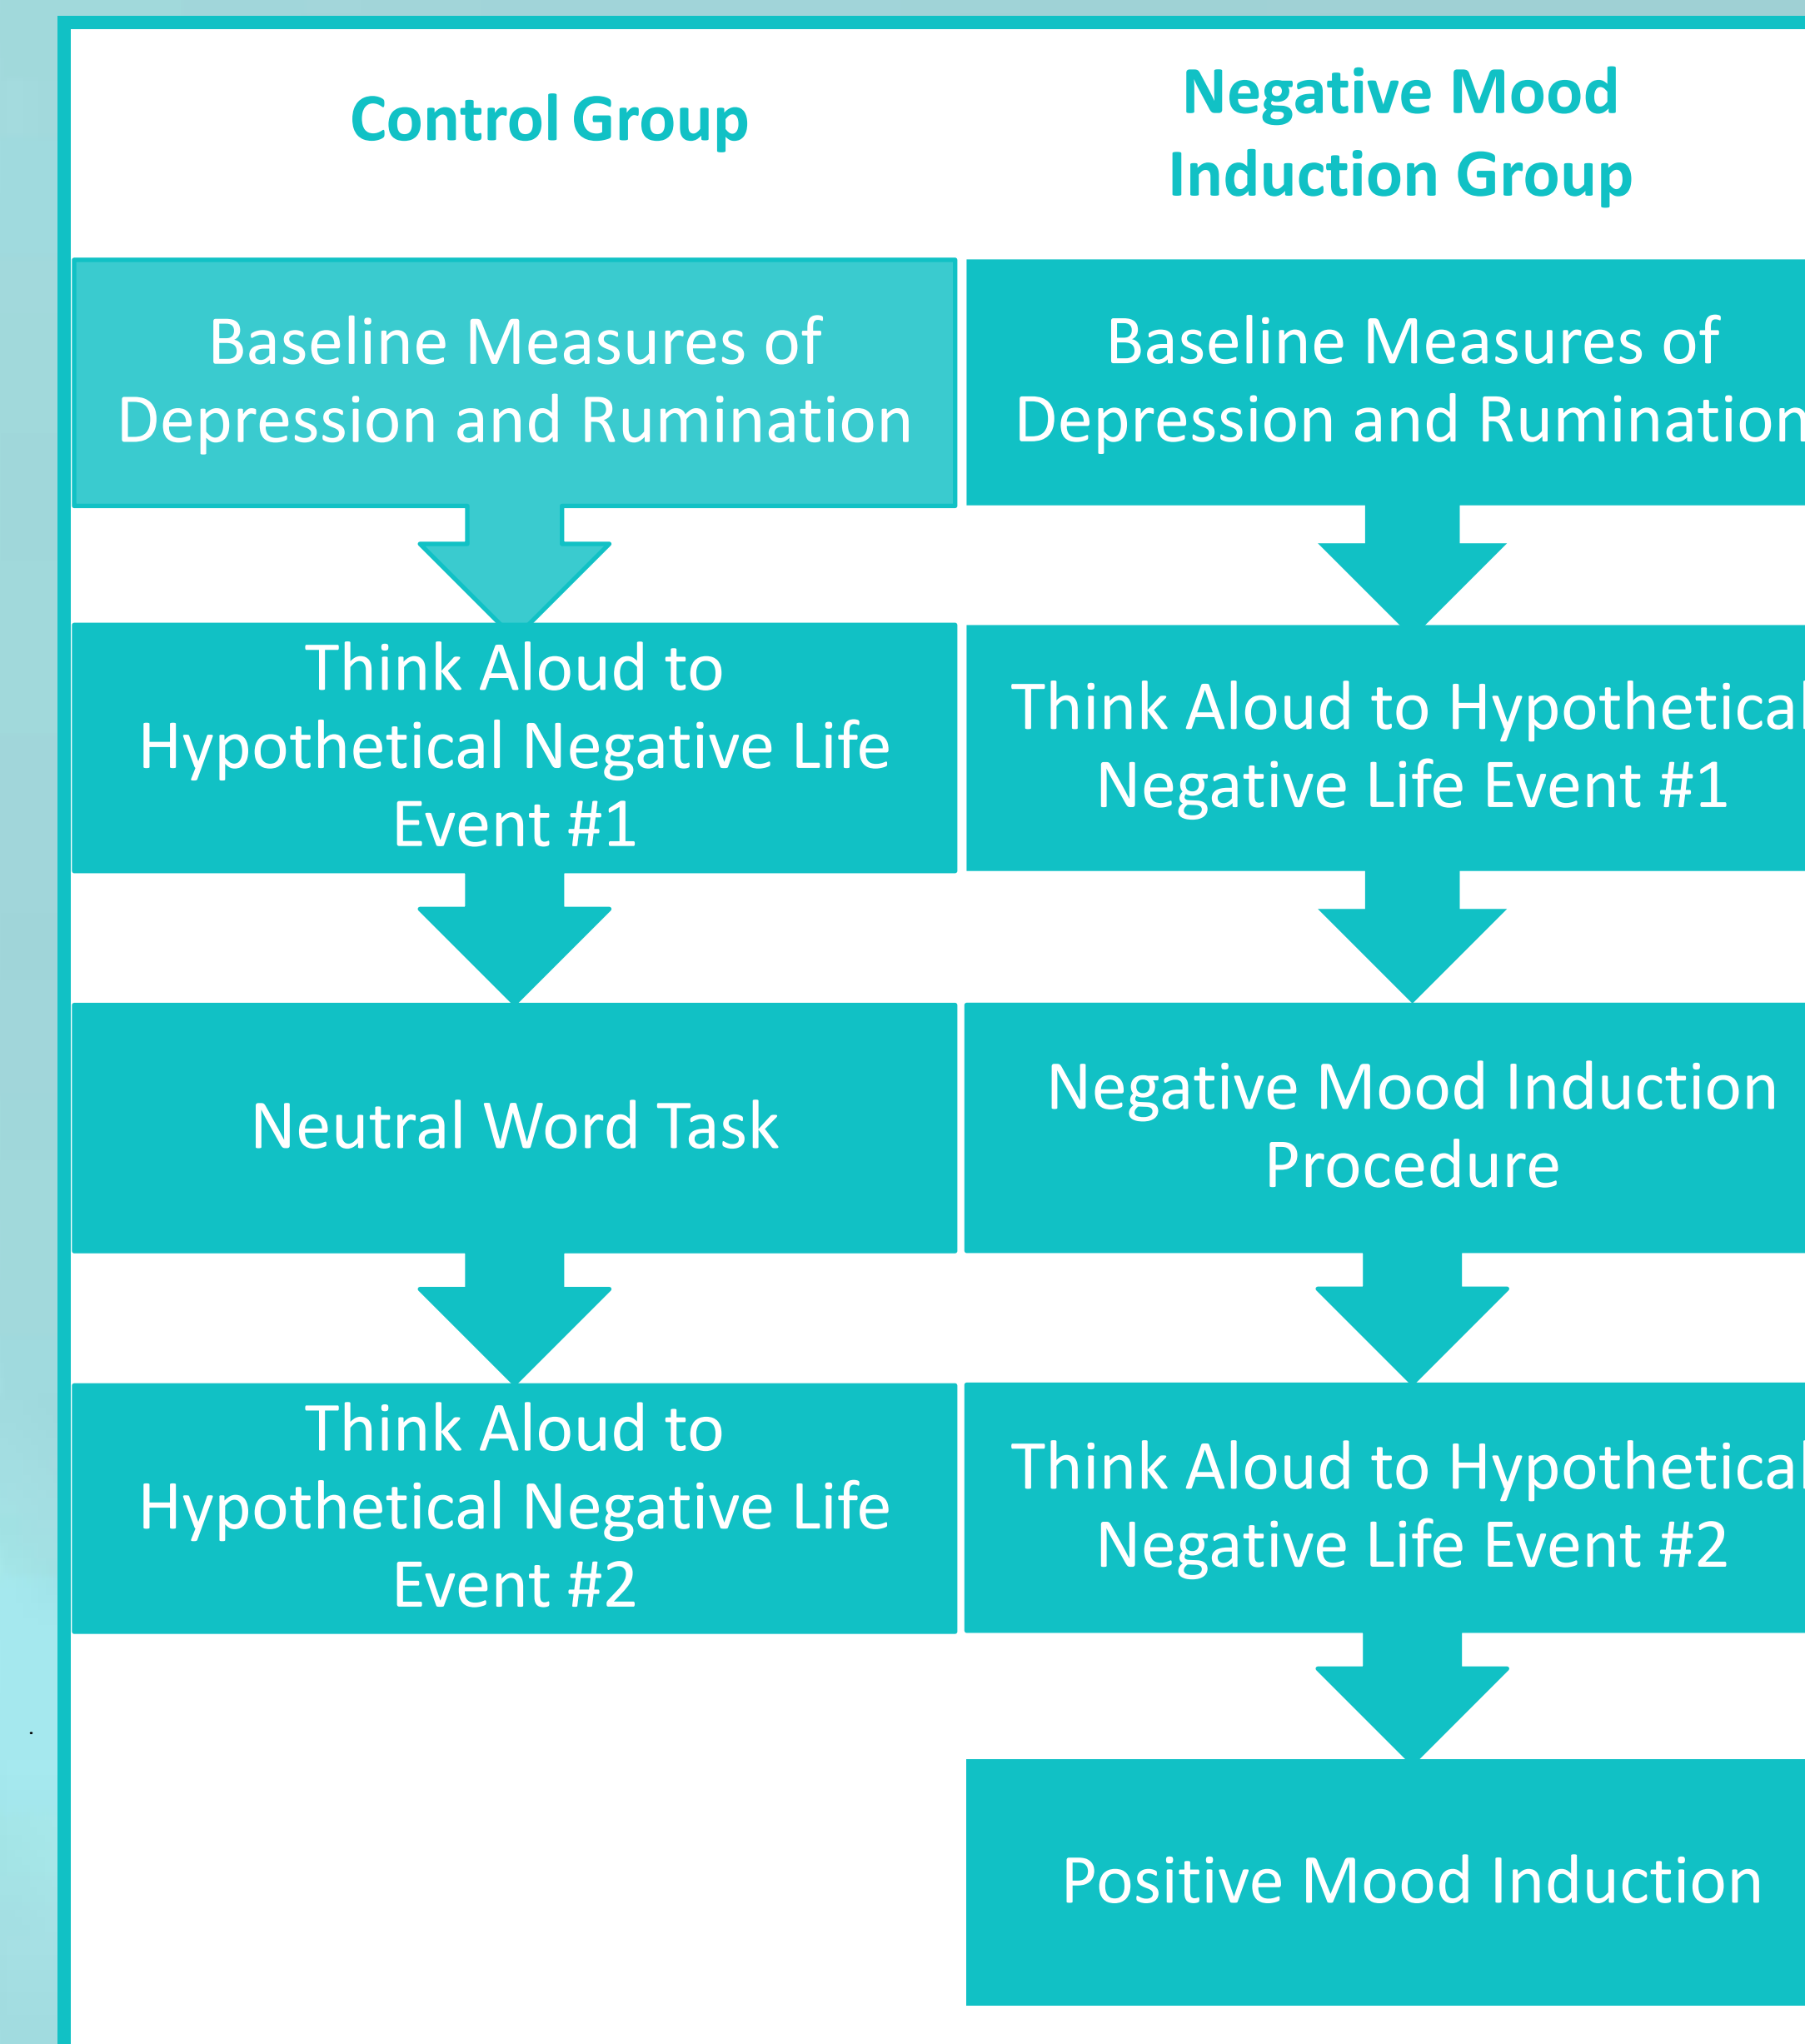 Control Group
Baseline Measures of
Depression and Rumination
Think Aloud to
Hypothetical Negative Life
Event #1
Neutral Word Task
Think Aloud to
Hypothetical Negative Life
Event #2
Negative Mood
Induction Group
Baseline Measures of
Depression and Rumination
Think Aloud to Hypothetical
Negative Life Event #1
Negative Mood Induction
Procedure
Think Aloud to Hypothetical
Negative Life Event #2
Positive Mood Induction